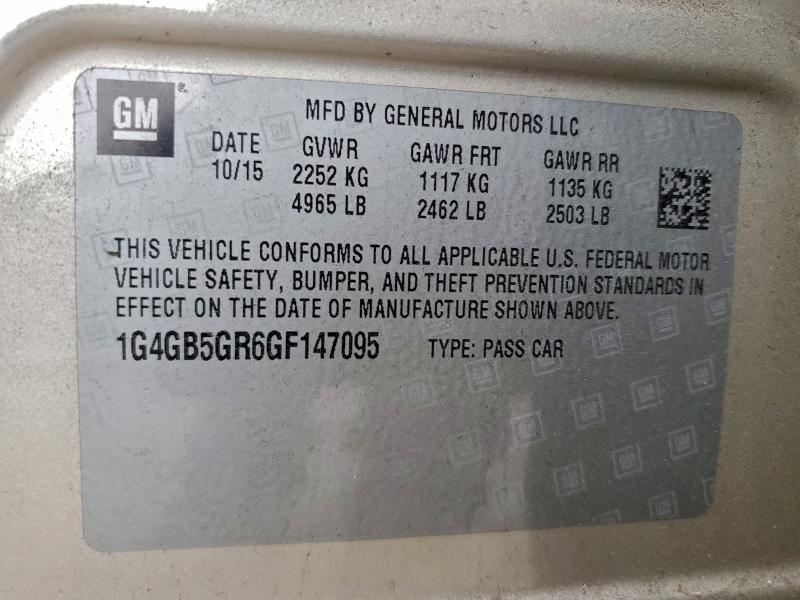 GM ®
MFD BY GENERAL MOTORS LLC
DATE GVWR GAWR FRT GAWR RR
10/15 2252 KG 1117 KG 1135 KG
4965 LB 2462 LB 2503 LB
THIS VEHICLE CONFORMS TO ALL APPLICABLE U.S. FEDERAL MOTOR
VEHICLE SAFETY, BUMPER, AND THEFT PREVENTION STANDARDS IN
EFFECT ON THE DATE OF MANUFACTURE SHOWN ABOVE.
1G4GB5GR6GF147095 TYPE: PASS CAR